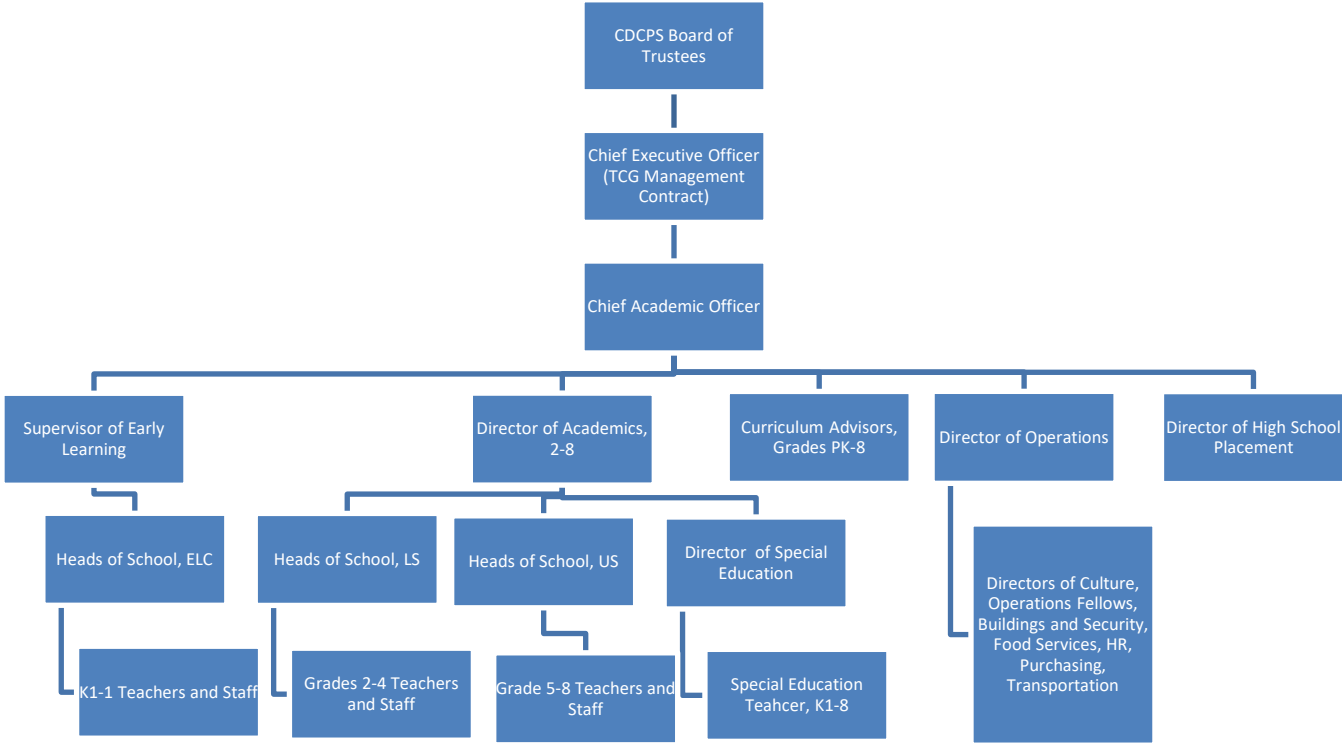 CDCPS Board of
Trustees
Chief Executive Officer
(TCG Management
Contract)
Chief Academic Officer
Supervisor of Early
Learning
Director of Academics,
2-8
Curriculum Advisors,
Grades PK-8
Director of Operations
Director of High School
Placement
Heads of School, ELC
Heads of School, LS
Heads of School, US
Director of Special
Education
Directors of Culture,
Operations Fellows,
Buildings and Security,
Food Services, HR,
Purchasing,
Transportation
K1-1 Teachers and Staff
Grades 2-4 Teachers
and Staff
Grade 5-8 Teachers and
Staff
Special Education
Teahcer, K1-8